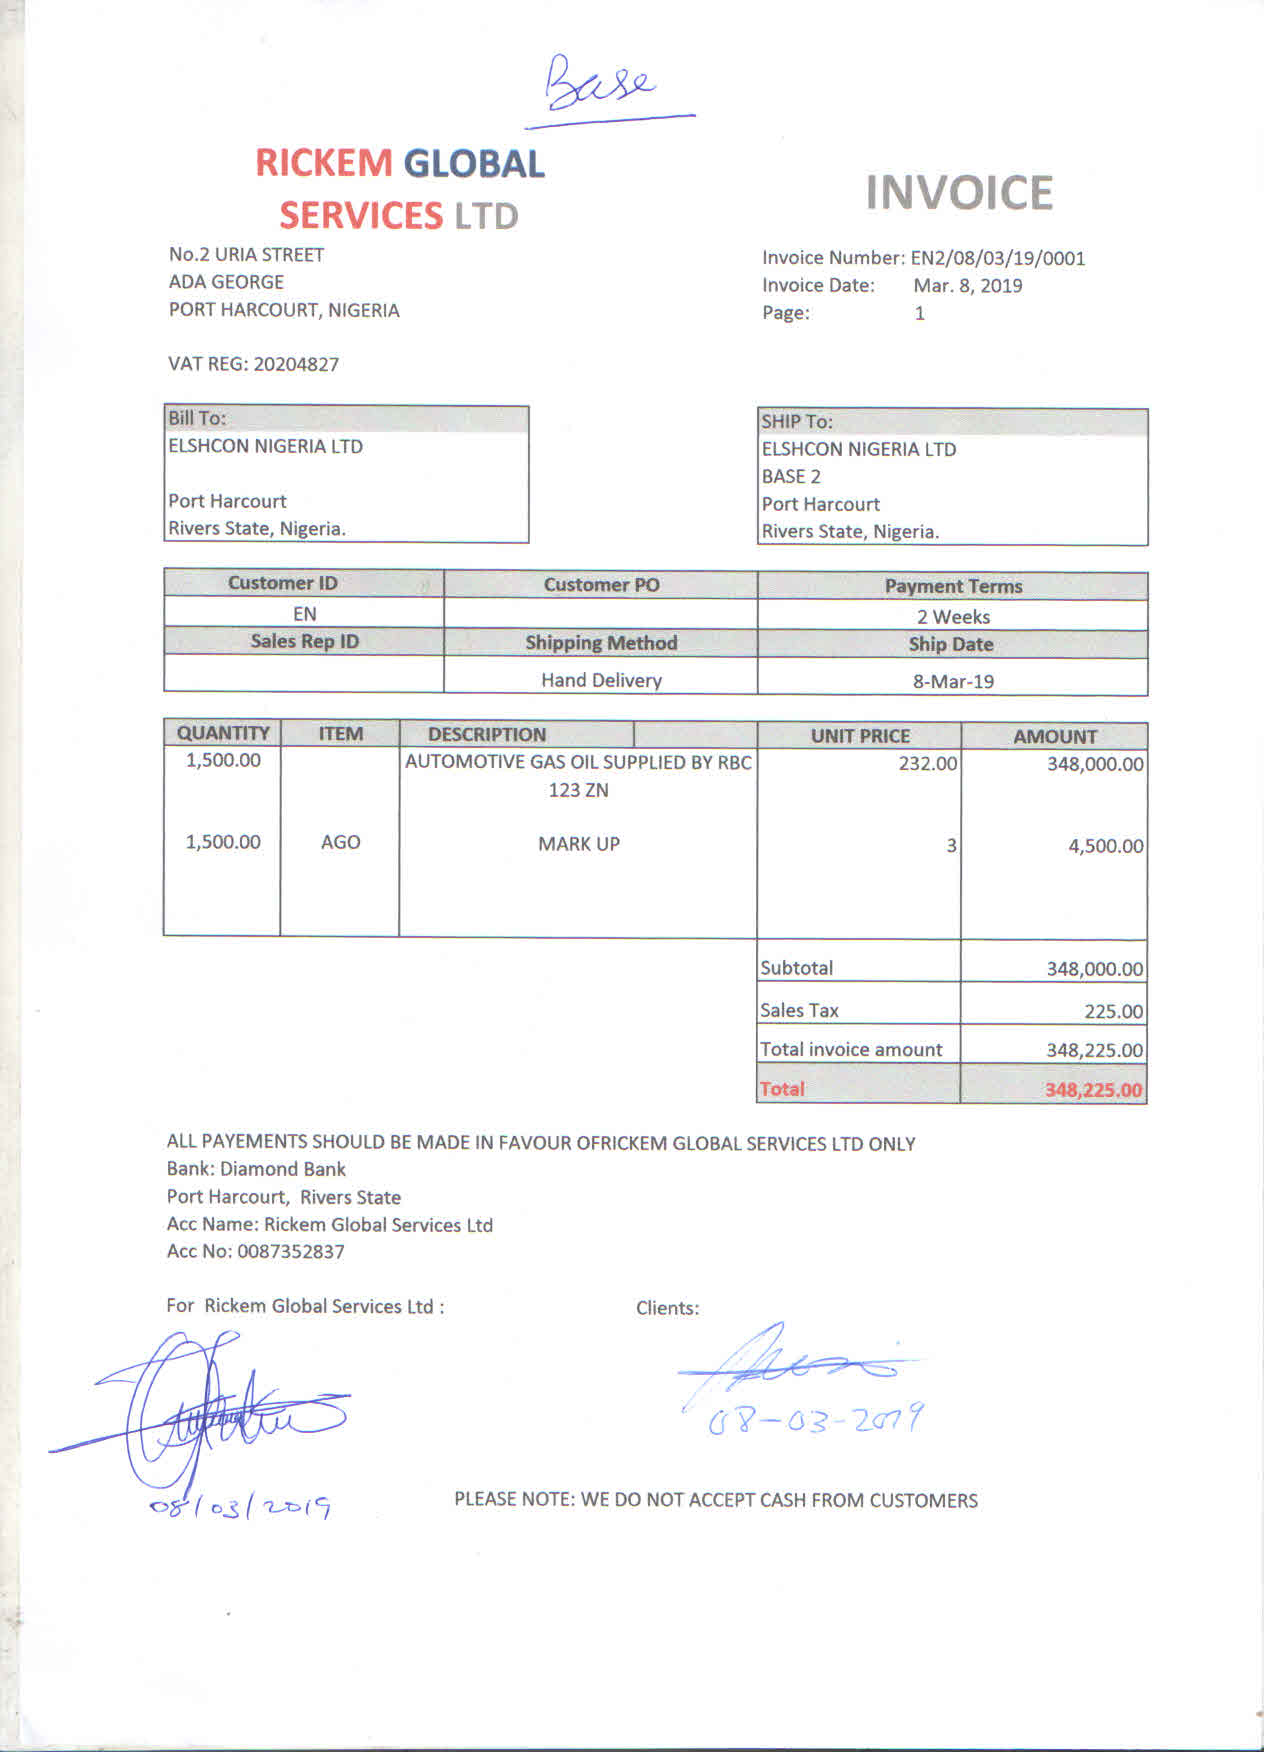 Base
RICKEM GLOBAL
SERVICES LTD
INVOICE
No.2 URIA STREET
ADA GEORGE
PORT HARCOURT, NIGERIA
VAT REG: 20204827
Invoice Number: EN2/08/03/19/0001
Invoice Date: Mar. 8, 2019
Page: 1
Bill To:
ELSHCON NIGERIA LTD
Port Harcourt
Rivers State, Nigeria.
SHIP To:
ELSHCON NIGERIA LTD
BASE 2
Port Harcourt
Rivers State, Nigeria.
Customer ID Customer PO Payment Terms
EN 2 Weeks
Sales Rep ID Shipping Method Ship Date
Hand Delivery 8-Mar-19
QUANTITY ITEM DESCRIPTION UNIT PRICE AMOUNT
1,500.00 AUTOMOTIVE GAS OIL SUPPLIED BY RBC 232.00 348,000.00
123 ZN
1,500.00 AGO MARK UP 3 4,500.00
Subtotal 348,000.00
Sales Tax 225.00
Total invoice amount 348,225.00
Total 348,225.00
ALL PAYEMENTS SHOULD BE MADE IN FAVOUR OFRICKEM GLOBAL SERVICES LTD ONLY
Bank: Diamond Bank
Port Harcourt, Rivers State
Acc Name: Rickem Global Services Ltd
Acc No: 0087352837
For Rickem Global Services Ltd : Clients:
08-03-2019
08/03/2019
PLEASE NOTE: WE DO NOT ACCEPT CASH FROM CUSTOMERS